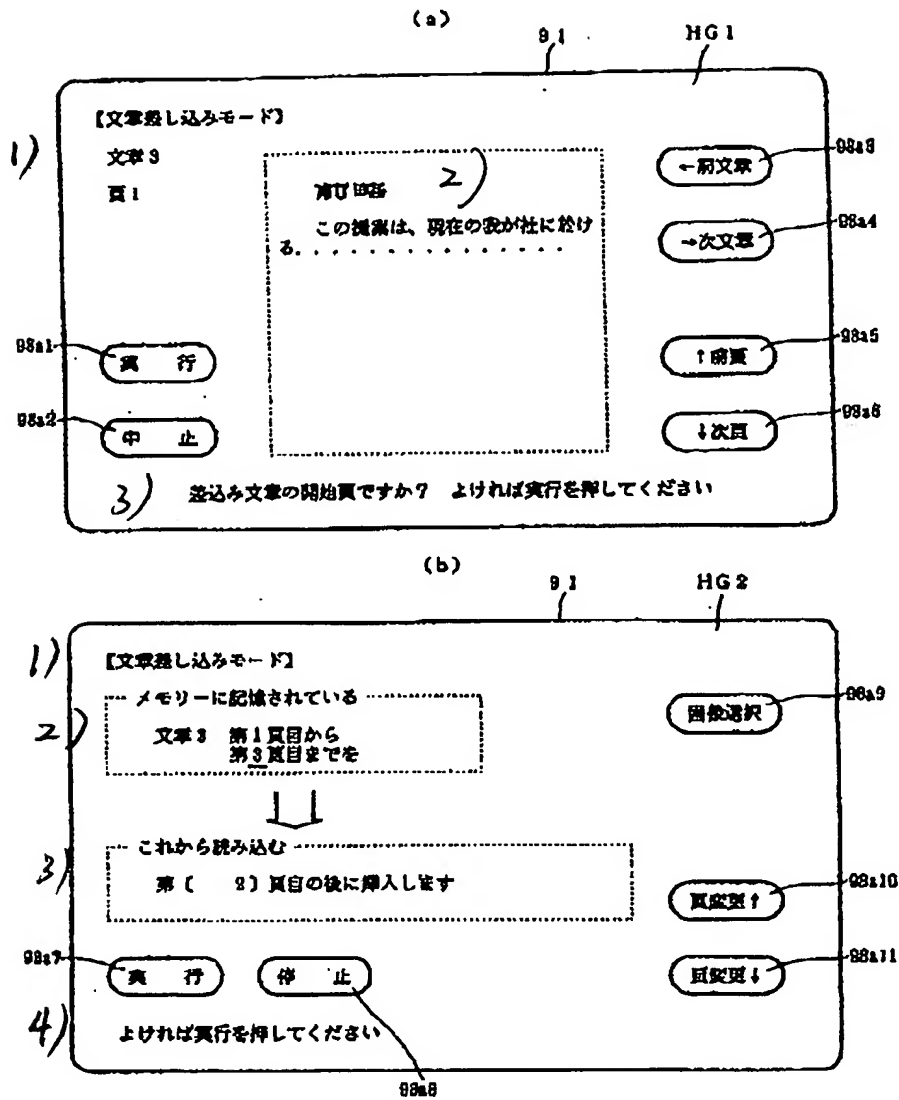 (a)
91
HG1
【文章差し込みモード】
1)
文章3
頁1
2)
この提案は、現在の我が社に於け
る. . . . . . . . . . . . . . .
←前文章
98a3
→次文章
98a4
↑前頁
98a5
↓次頁
98a6
98a1
実 行
98a2
中 止
3)
差込み文章の開始頁ですか? よければ実行を押してください
(b)
91
HG2
1)
【文章差し込みモード】
2)
メモリーに記憶されている
文章3 第1頁目から
第3頁目までを
画像選択
98a9
3)
これから読み込む
第〔 2〕頁目の後に挿入します
頁変更↑
98a10
頁変更↓
98a11
98a7
実 行
停 止
98a8
4)
よければ実行を押してください